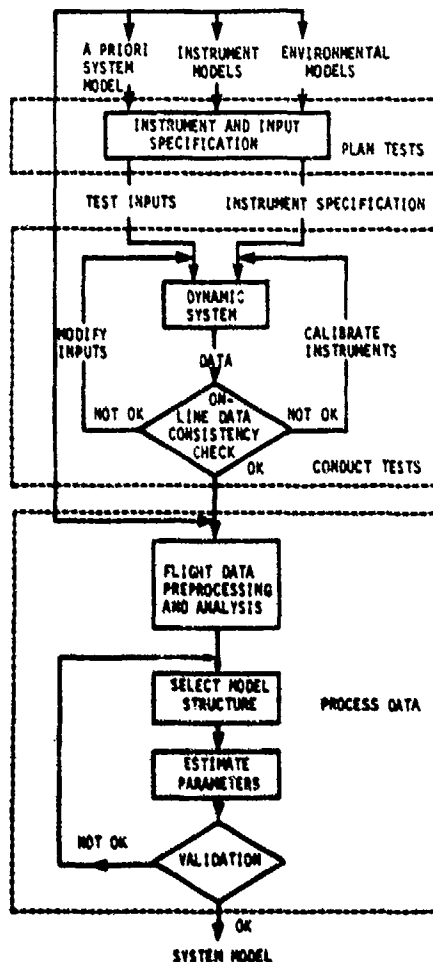 A PRIORI
SYSTEM
MODEL
INSTRUMENT
MODELS
ENVIRONMENTAL
MODELS
INSTRUMENT AND INPUT
SPECIFICATION
PLAN TESTS
TEST INPUTS
INSTRUMENT SPECIFICATION
DYNAMIC
SYSTEM
MODIFY
INPUTS
CALIBRATE
INSTRUMENTS
DATA
NOT OK
ON-
LINE DATA
CONSISTENCY
CHECK
NOT OK
OK
CONDUCT TESTS
FLIGHT DATA
PREPROCESSING
AND ANALYSIS
SELECT MODEL
STRUCTURE
PROCESS DATA
ESTIMATE
PARAMETERS
NOT OK
VALIDATION
OK
SYSTEM MODEL